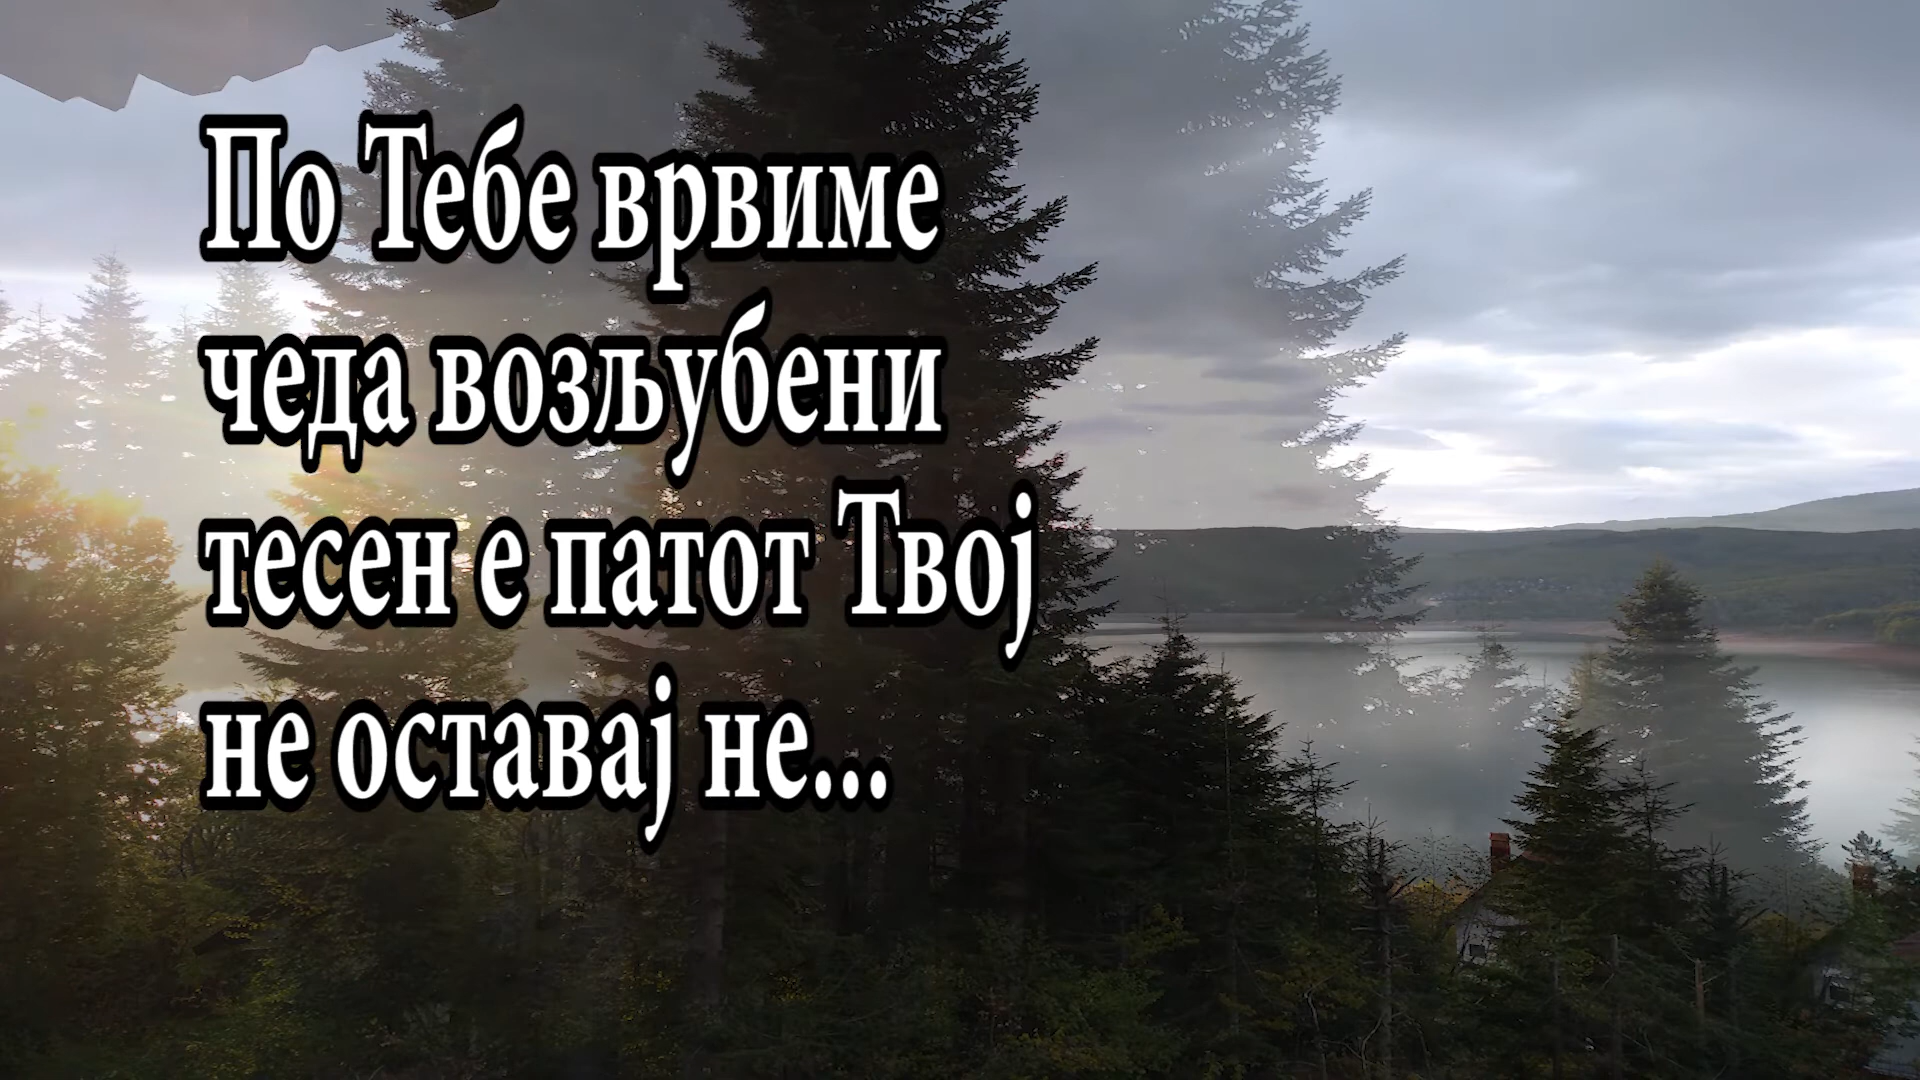 По Тебе врвиме
чеда возљубени
тесен е патот Твој
не оставај не...